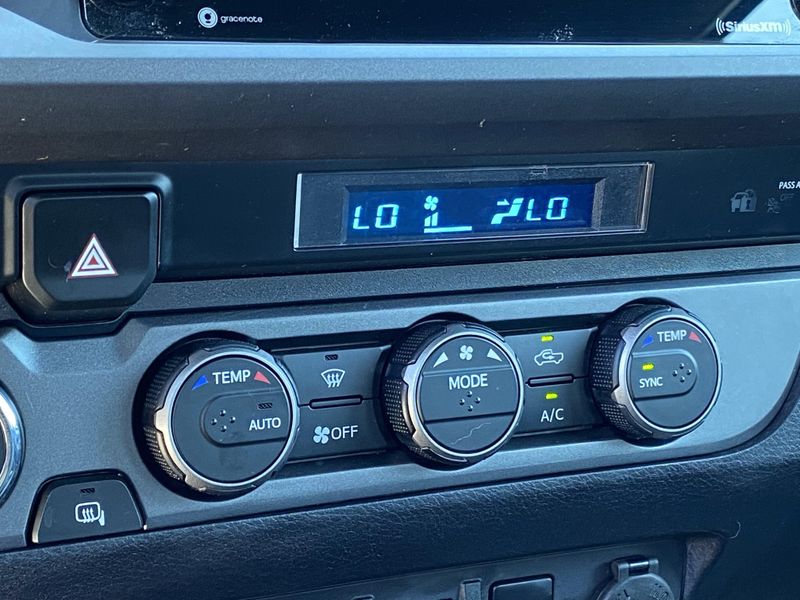 gracenote
SiriusXM
PASS A
LO LO
TEMP
AUTO
OFF
MODE
A/C
TEMP
SYNC